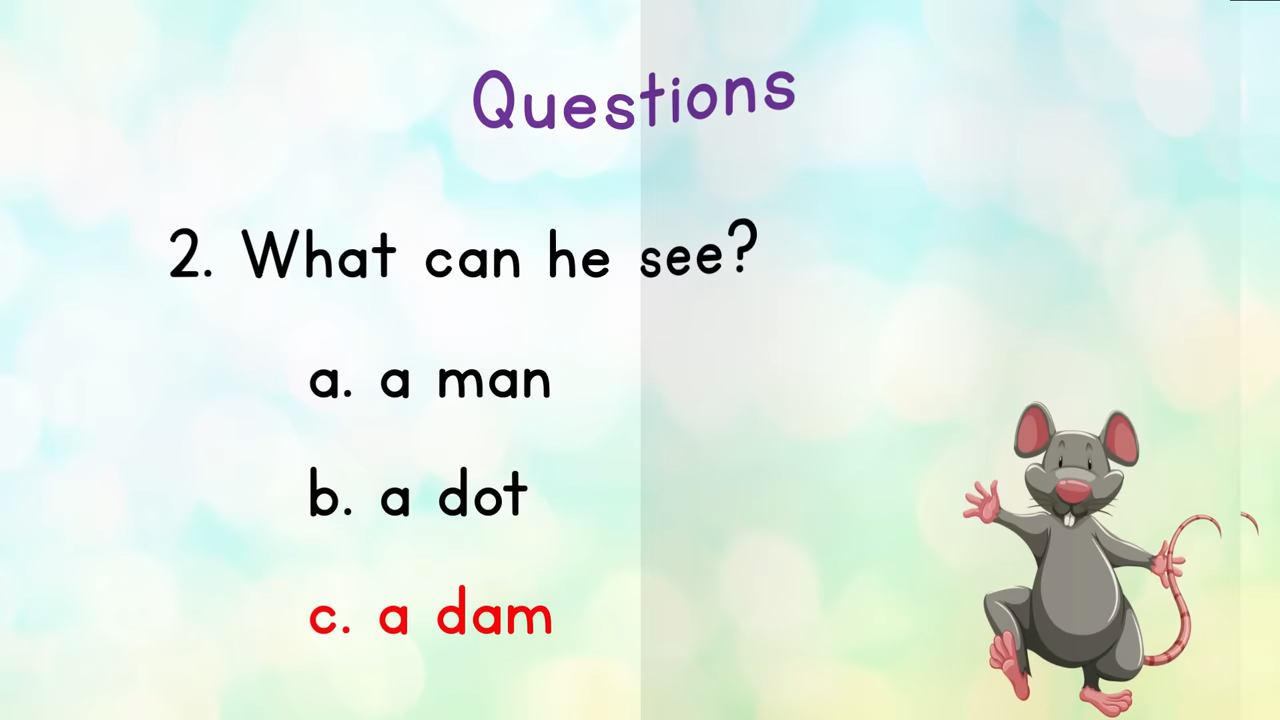 Questions
2. What can he see?
a. a man
b. a dot
c. a dam